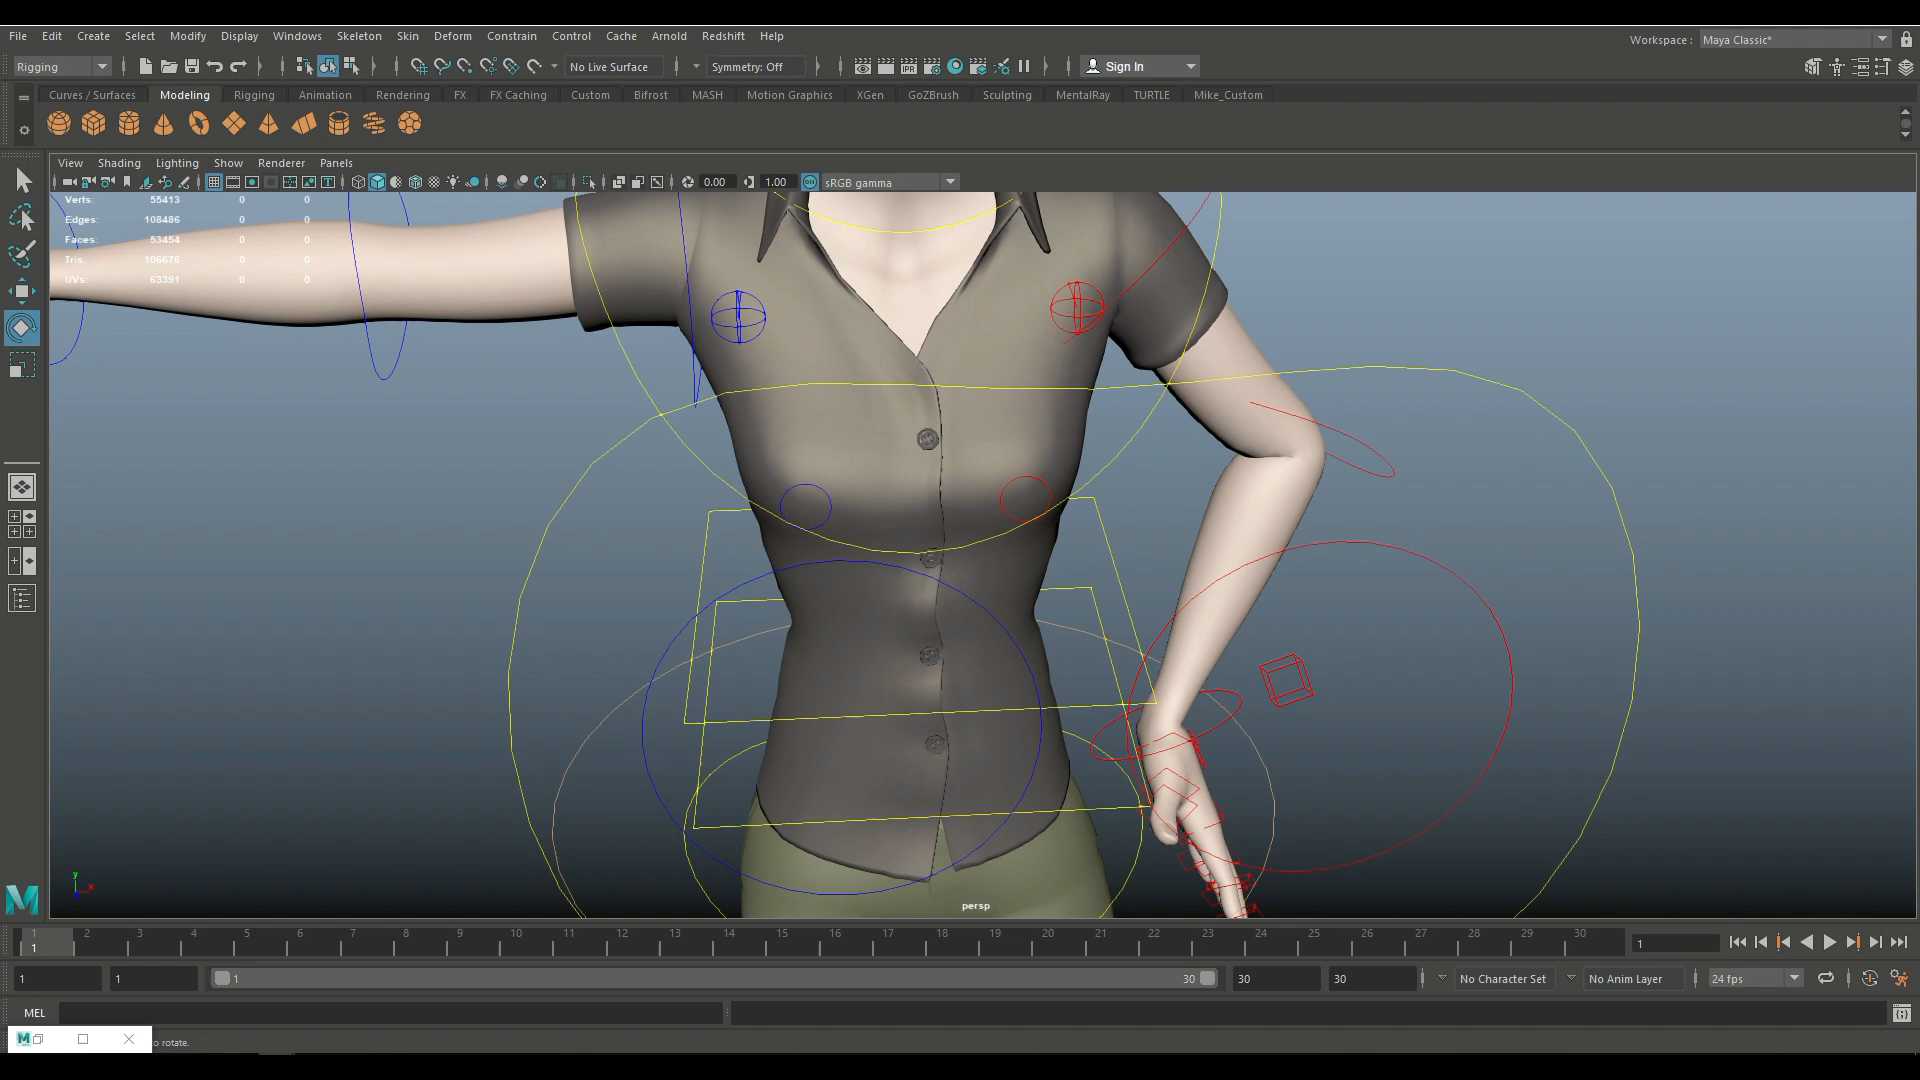 File Edit Create Select Modify Display Windows Skeleton Skin Deform Constrain Control Cache Arnold Redshift Help
Workspace : Maya Classic*
Rigging No Live Surface Symmetry: Off IPR Sign In
Curves / Surfaces Modeling Rigging Animation Rendering FX FX Caching Custom Bifrost MASH Motion Graphics XGen GoZBrush Sculpting MentalRay TURTLE Mike_Custom
View Shading Lighting Show Renderer Panels
0.00 1.00 ON sRGB gamma
Verts: 55413 0 0
Edges: 108486 0 0
Faces: 53454 0 0
Tris: 106676 0 0
UVs: 63391 0 0
y
x
persp
1 2 3 4 5 6 7 8 9 10 11 12 13 14 15 16 17 18 19 20 21 22 23 24 25 26 27 28 29 30
1 1
1 1 1 30 30 30 No Character Set No Anim Layer 24 fps
MEL
M to rotate.